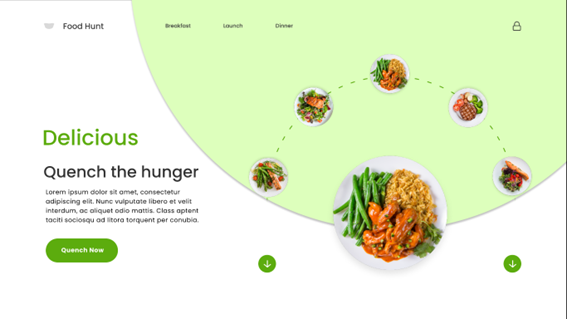 Food Hunt
Breakfast
Launch
Dinner
Delicious
Quench the hunger
Lorem ipsum dolor sit amet, consectetur
adipiscing elit. Nunc vulputate libero et velit
interdum, ac aliquet odio mattis. Class aptent
taciti sociosqu ad litora torquent per conubia.
Quench Now